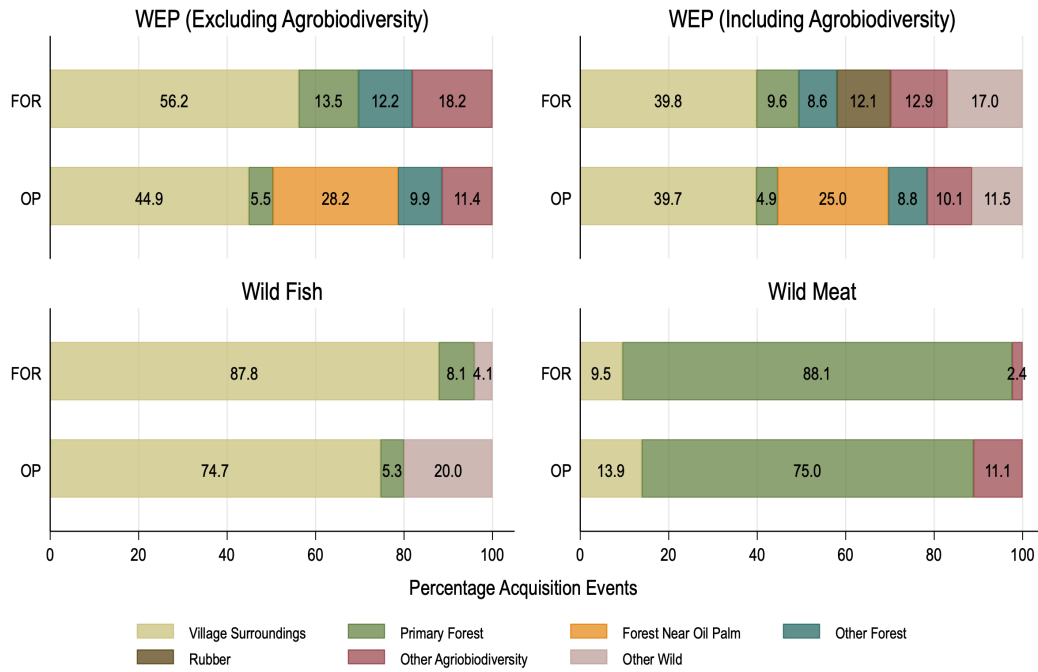 WEP (Excluding Agrobiodiversity)
FOR 56.2 13.5 12.2 18.2
OP 44.9 5.5 28.2 9.9 11.4
WEP (Including Agrobiodiversity)
FOR 39.8 9.6 8.6 12.1 12.9 17.0
OP 39.7 4.9 25.0 8.8 10.1 11.5
Wild Fish
FOR 87.8 8.1 4.1
OP 74.7 5.3 20.0
0 20 40 60 80 100
Wild Meat
FOR 9.5 88.1 2.4
OP 13.9 75.0 11.1
0 20 40 60 80 100
Percentage Acquisition Events
Village Surroundings Primary Forest Forest Near Oil Palm Other Forest
Rubber Other Agriobiodiversity Other Wild